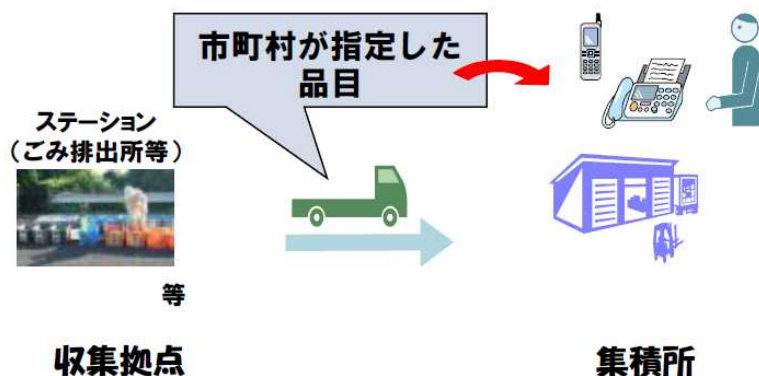 市町村が指定した
品目
ステーション
（ごみ排出所等）
等
収集拠点
集積所